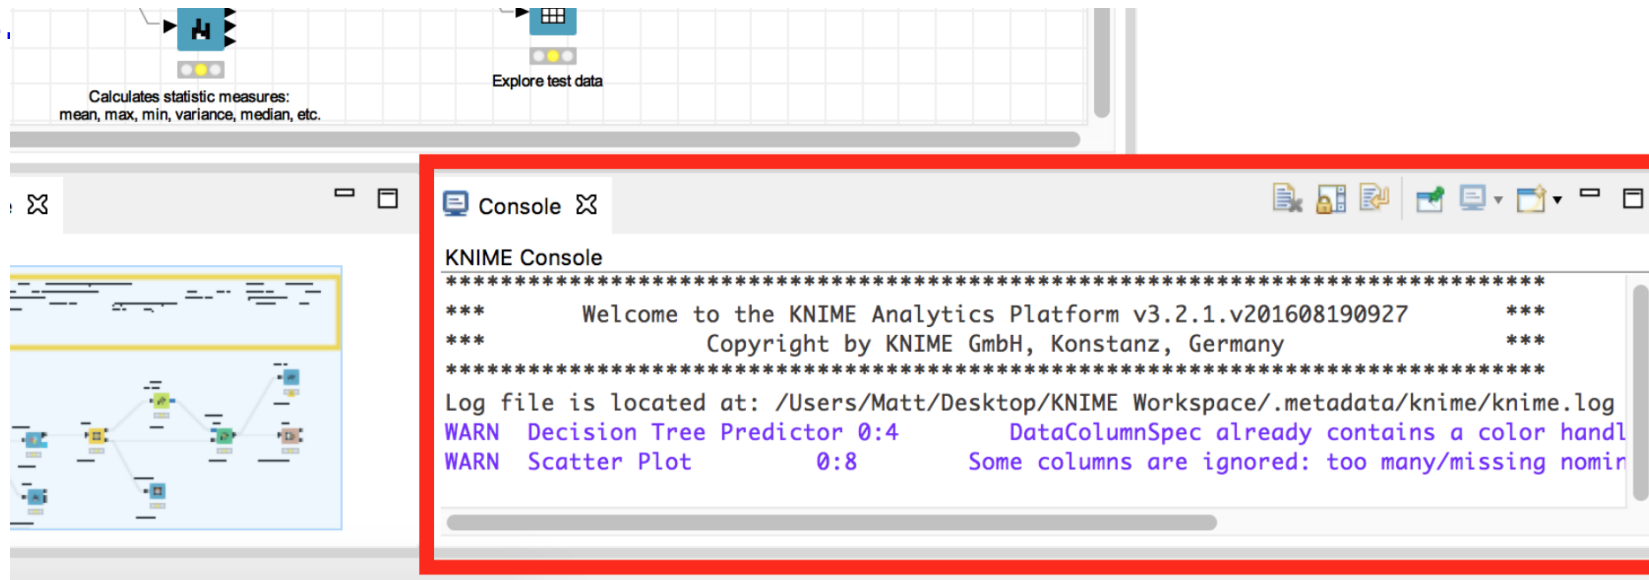 Calculates statistic measures:
mean, max, min, variance, median, etc.
Explore test data
Console
KNIME Console
********************************************************************************
***       Welcome to the KNIME Analytics Platform v3.2.1.v201608190927       ***
***                Copyright by KNIME GmbH, Konstanz, Germany                ***
********************************************************************************
Log file is located at: /Users/Matt/Desktop/KNIME Workspace/.metadata/knime/knime.log
WARN  Decision Tree Predictor 0:4        DataColumnSpec already contains a color handl
WARN  Scatter Plot         0:8          Some columns are ignored: too many/missing nomin